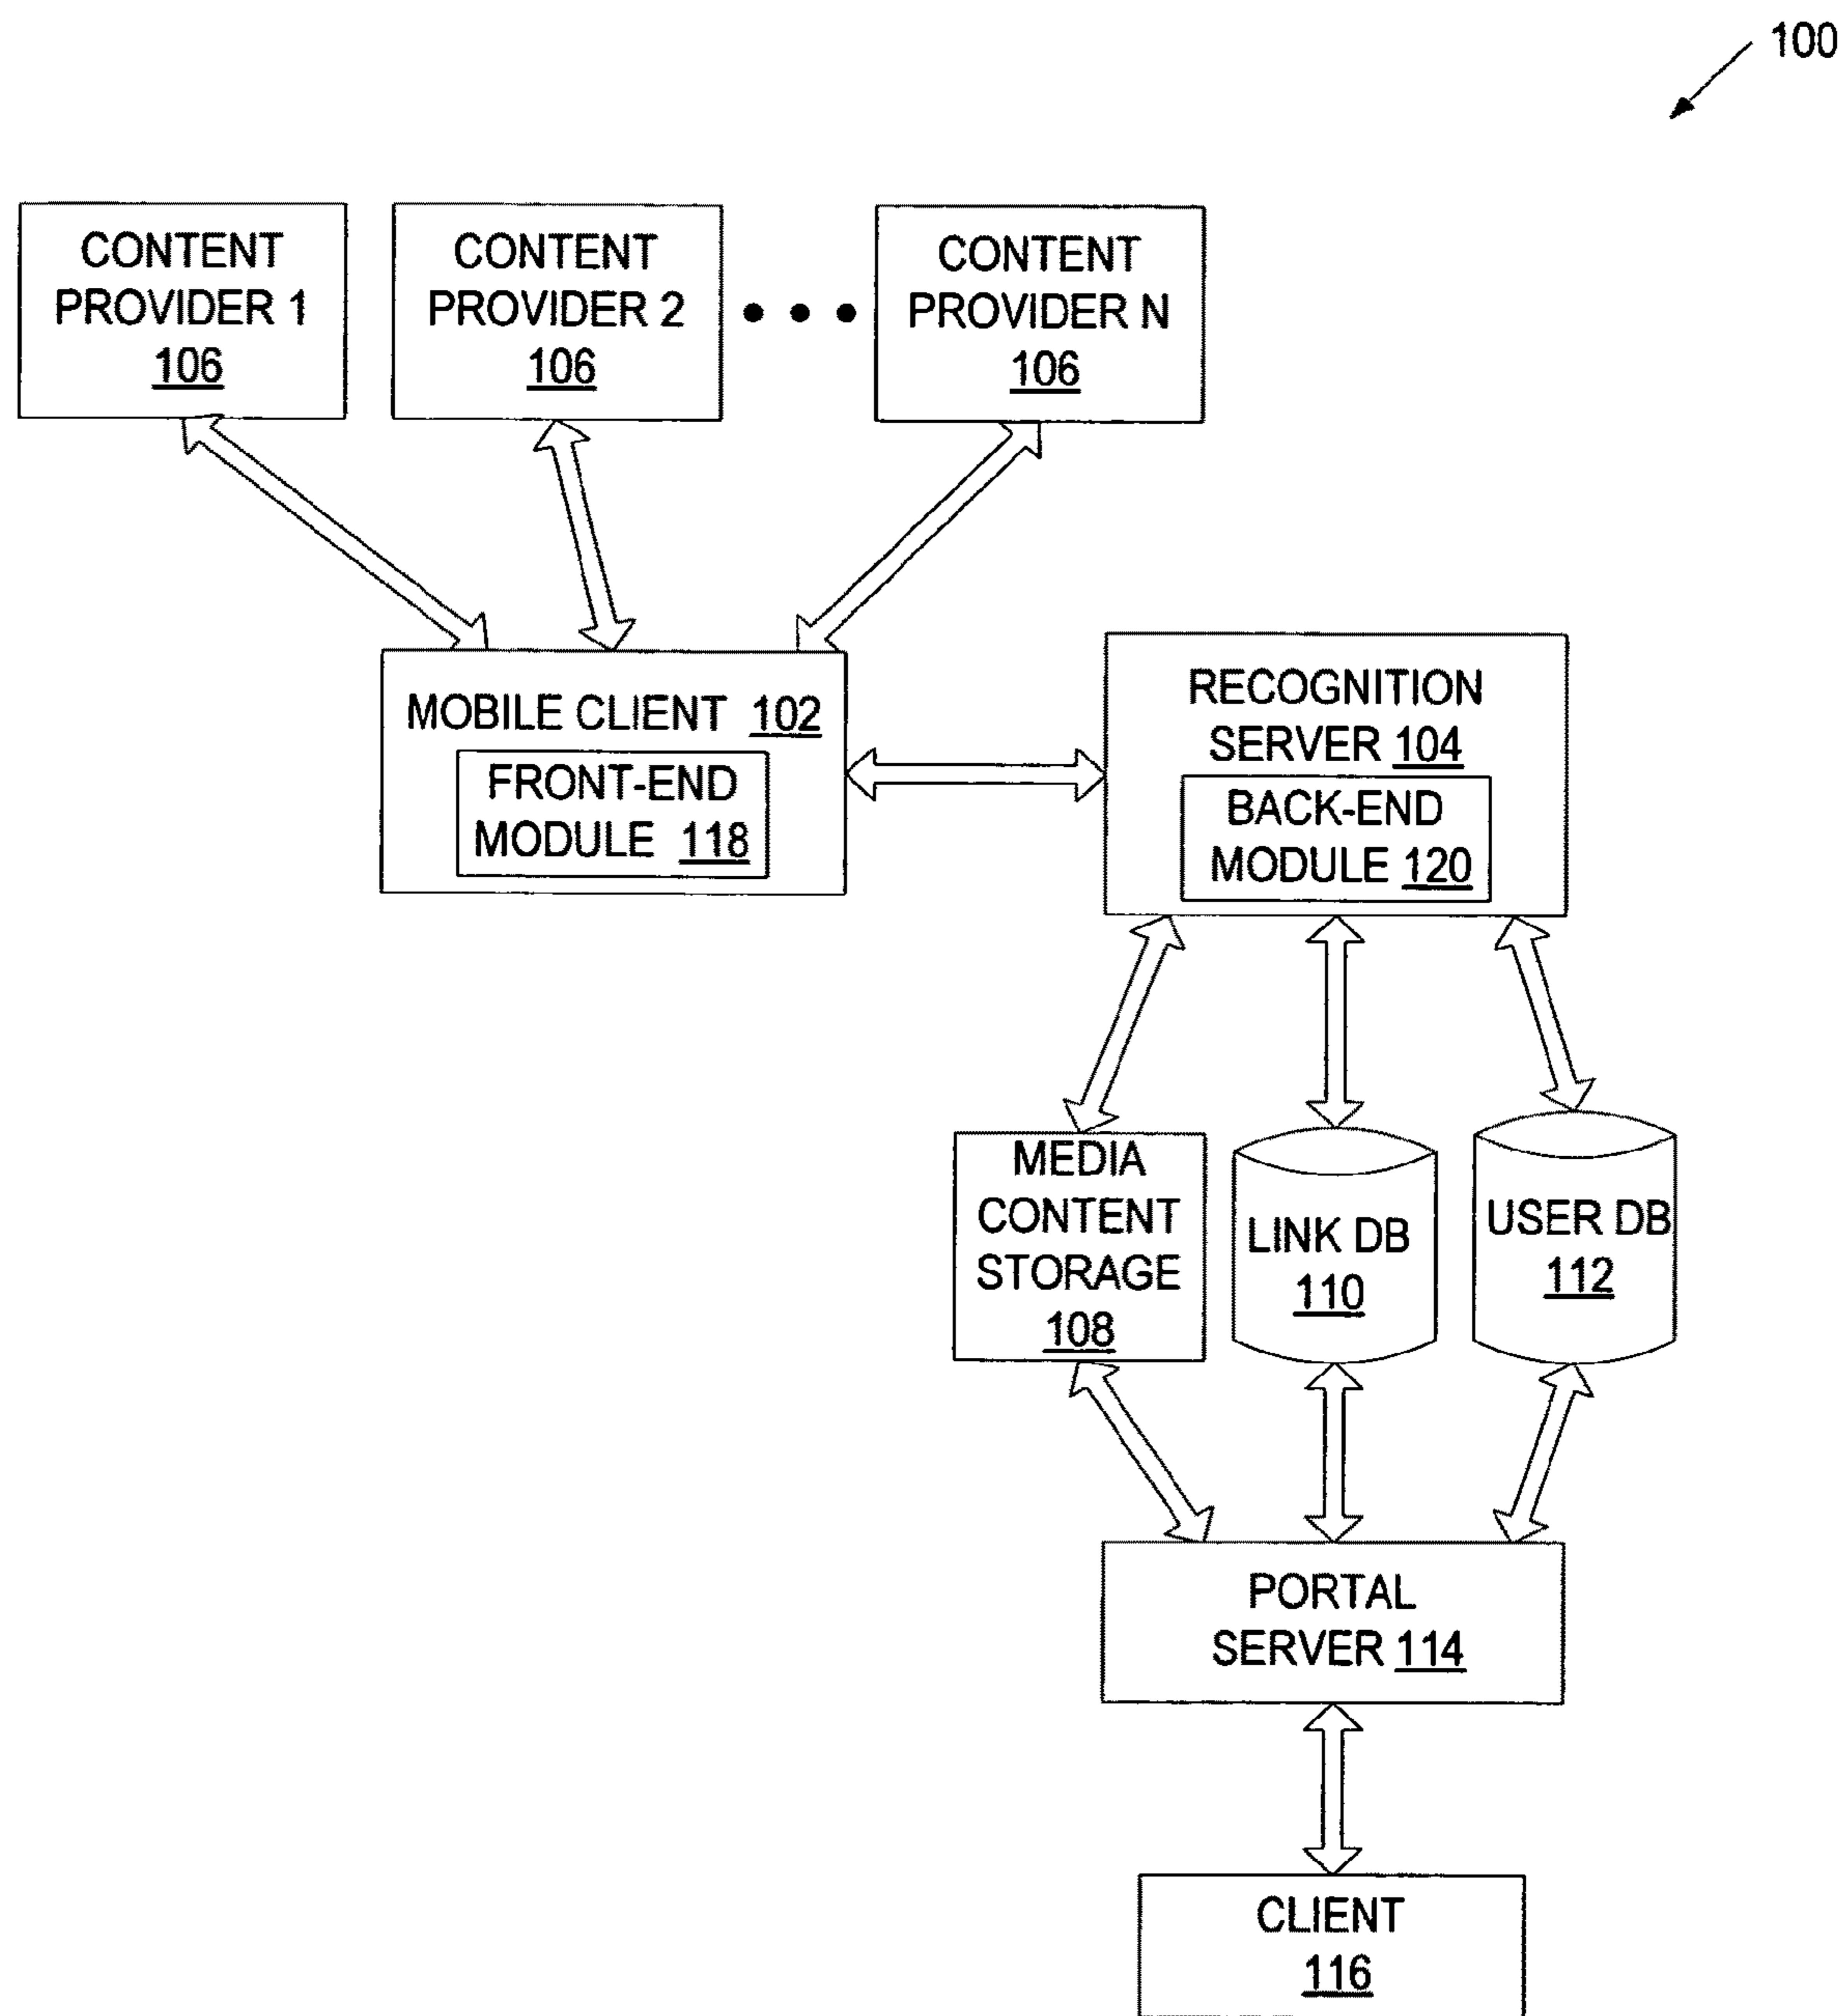 100
CONTENT
PROVIDER 1
106
CONTENT
PROVIDER 2
106
CONTENT
PROVIDER N
106
MOBILE CLIENT 102
FRONT-END
MODULE 118
RECOGNITION
SERVER 104
BACK-END
MODULE 120
MEDIA
CONTENT
STORAGE
108
LINK DB
110
USER DB
112
PORTAL
SERVER 114
CLIENT
116